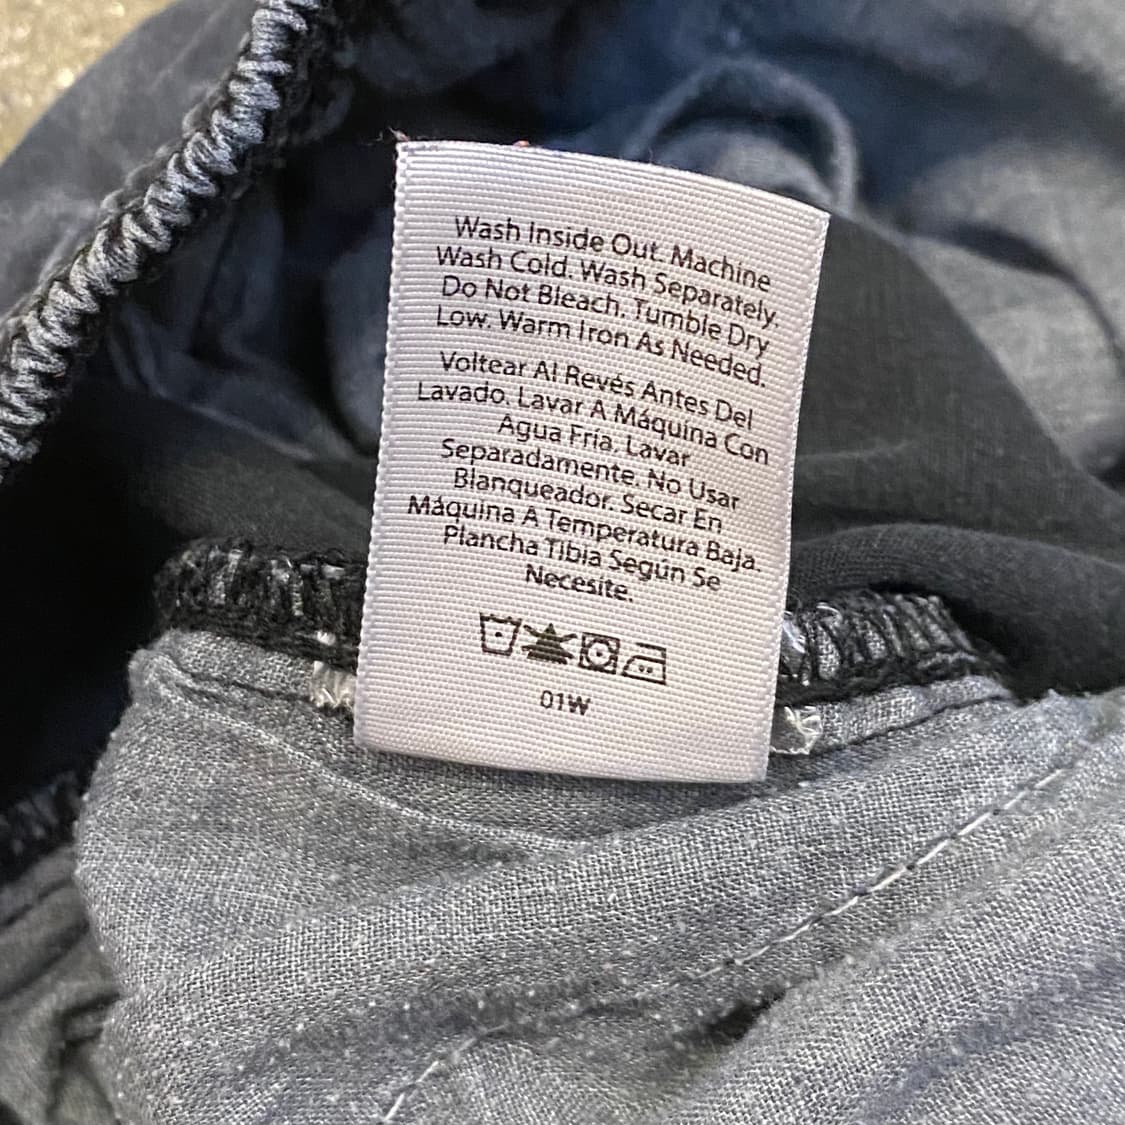 Wash Inside Out. Machine
Wash Cold. Wash Separately.
Do Not Bleach. Tumble Dry
Low. Warm Iron As Needed.
Voltear Al Revés Antes Del
Lavado. Lavar A Máquina Con
Agua Fría. Lavar
Separadamente. No Usar
Blanqueador. Secar En
Máquina A Temperatura Baja.
Plancha Tibia Según Se
Necesite.
01W